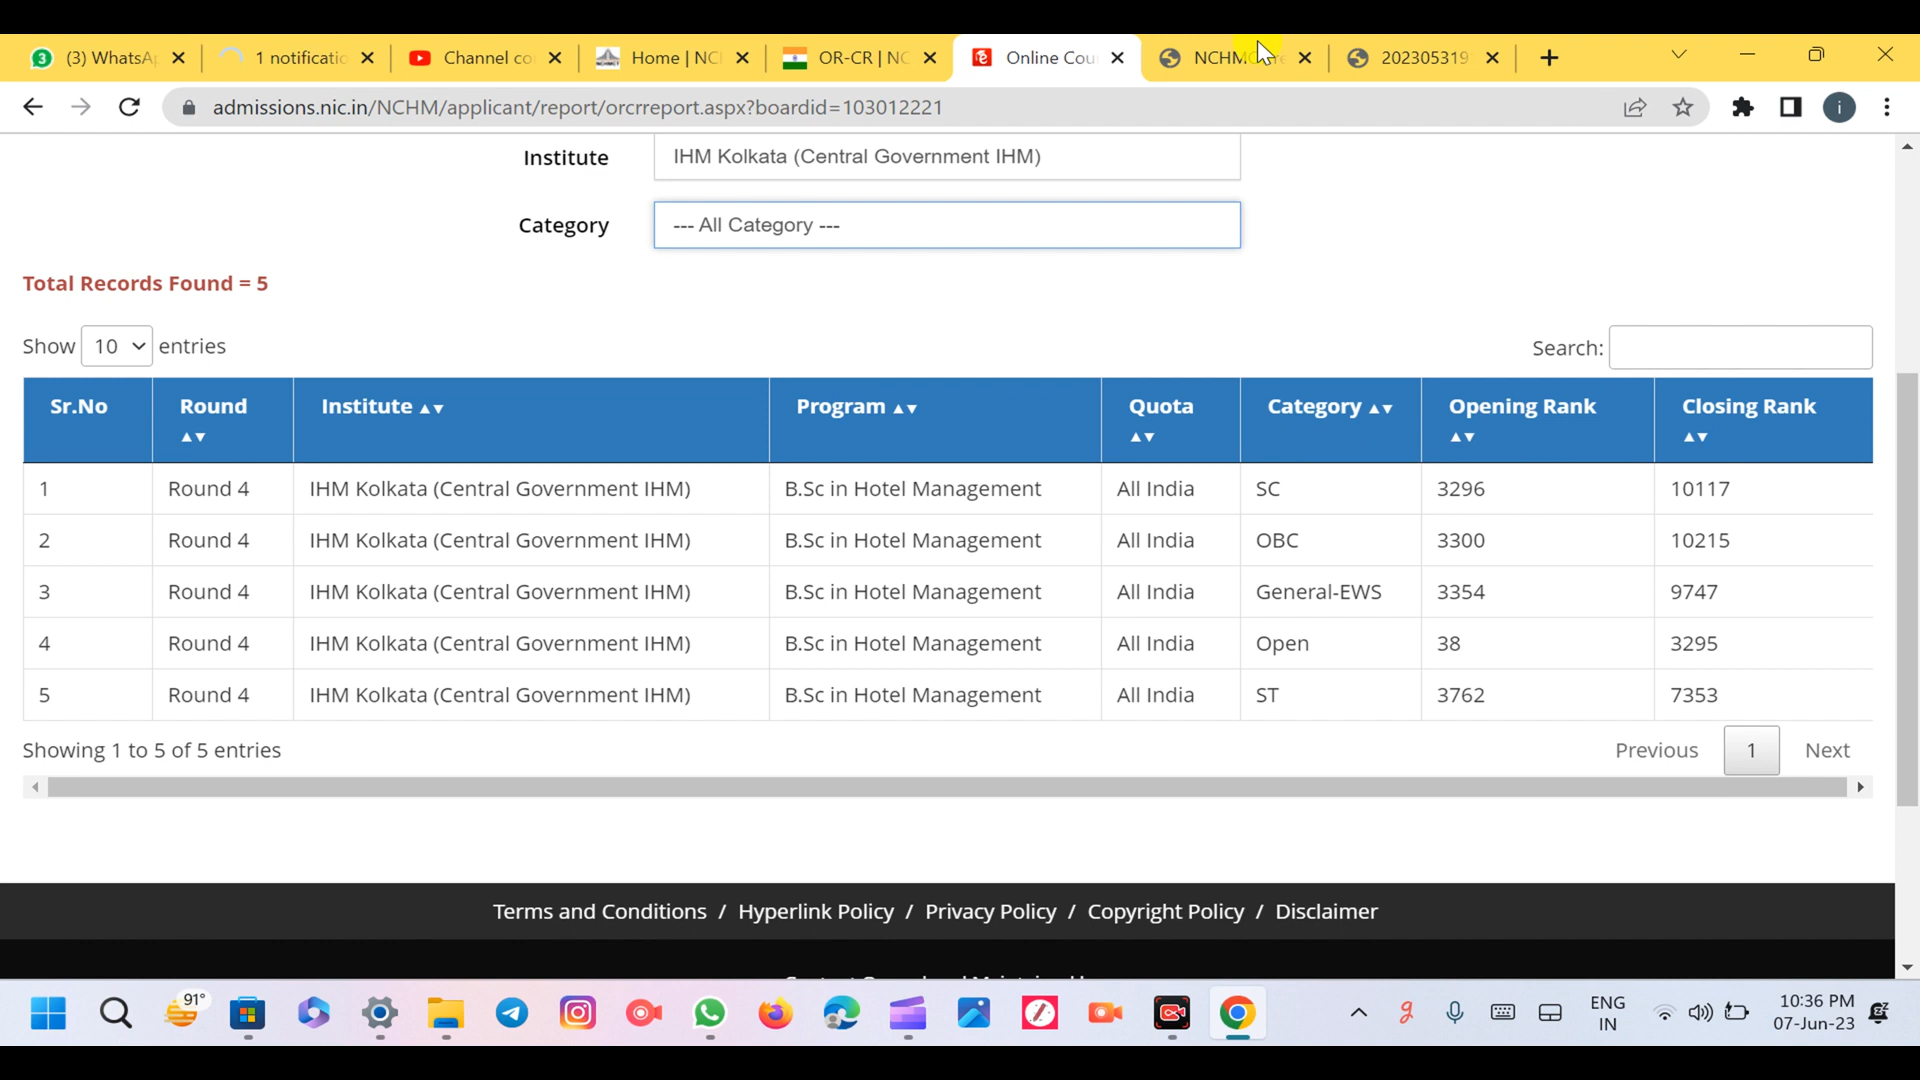 (3) WhatsAp
1 notificatio
Channel co
Home | NC
OR-CR | NC
Online Cou
NCHM
202305319
admissions.nic.in/NCHM/applicant/report/orcrreport.aspx?boardid=103012221
i
Institute IHM Kolkata (Central Government IHM)
Category --- All Category ---
Total Records Found = 5
Show 10 entries
Search:
Sr.No Round Institute Program Quota Category Opening Rank Closing Rank
1 Round 4 IHM Kolkata (Central Government IHM) B.Sc in Hotel Management All India SC 3296 10117
2 Round 4 IHM Kolkata (Central Government IHM) B.Sc in Hotel Management All India OBC 3300 10215
3 Round 4 IHM Kolkata (Central Government IHM) B.Sc in Hotel Management All India General-EWS 3354 9747
4 Round 4 IHM Kolkata (Central Government IHM) B.Sc in Hotel Management All India Open 38 3295
5 Round 4 IHM Kolkata (Central Government IHM) B.Sc in Hotel Management All India ST 3762 7353
Showing 1 to 5 of 5 entries
Previous 1 Next
Terms and Conditions / Hyperlink Policy / Privacy Policy / Copyright Policy / Disclaimer
91°
ENG
IN
10:36 PM
07-Jun-23